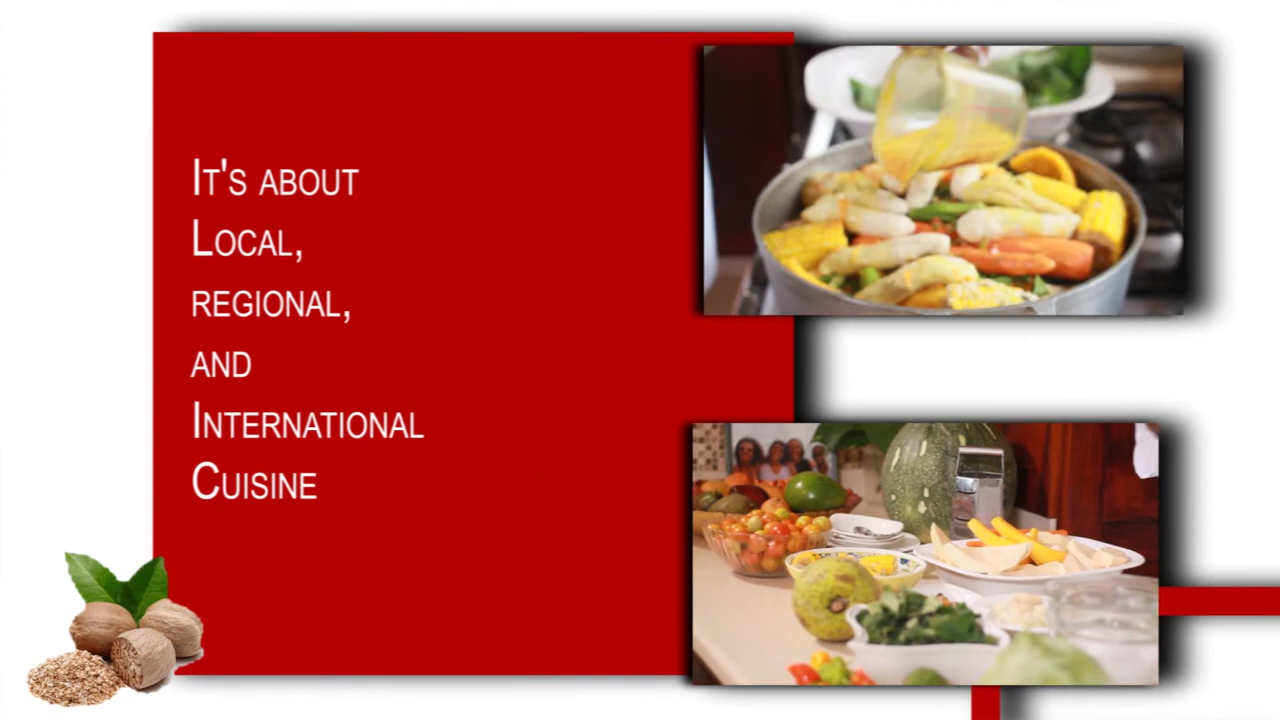 It's about
Local,
regional,
and
International
Cuisine